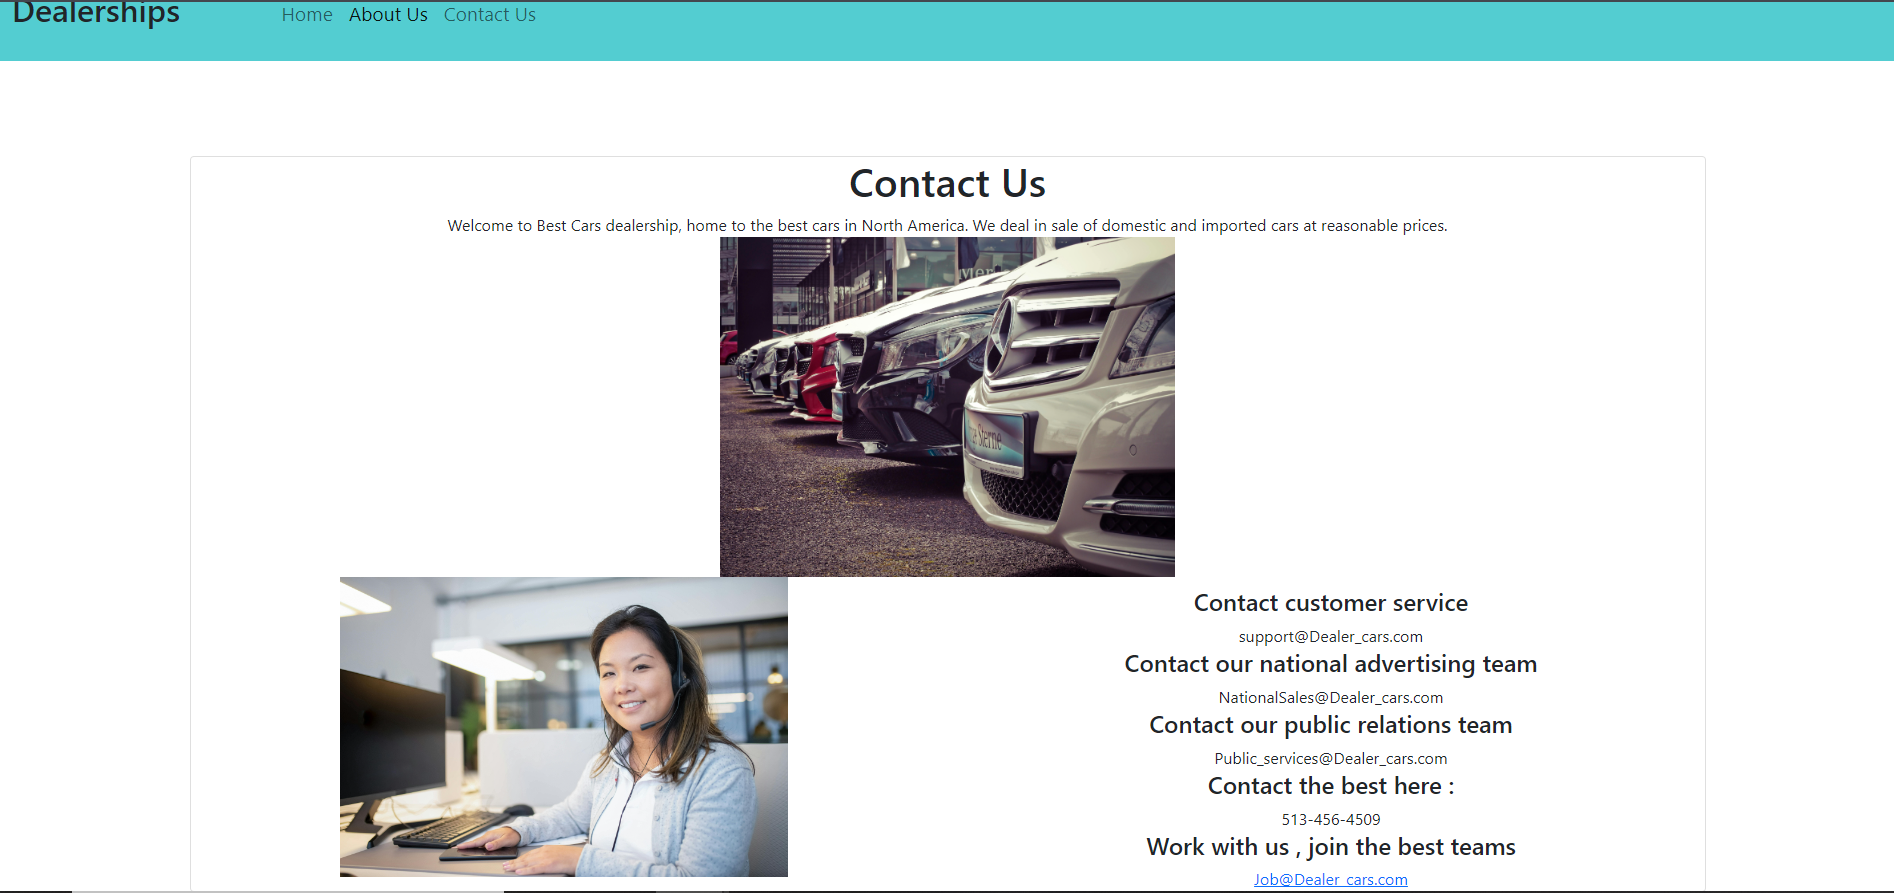 Dealerships
Home About Us Contact Us
Contact Us
Welcome to Best Cars dealership, home to the best cars in North America. We deal in sale of domestic and imported cars at reasonable prices.
Sterne
Contact customer service
support@Dealer_cars.com
Contact our national advertising team
NationalSales@Dealer_cars.com
Contact our public relations team
Public_services@Dealer_cars.com
Contact the best here :
513-456-4509
Work with us , join the best teams
Job@Dealer_cars.com